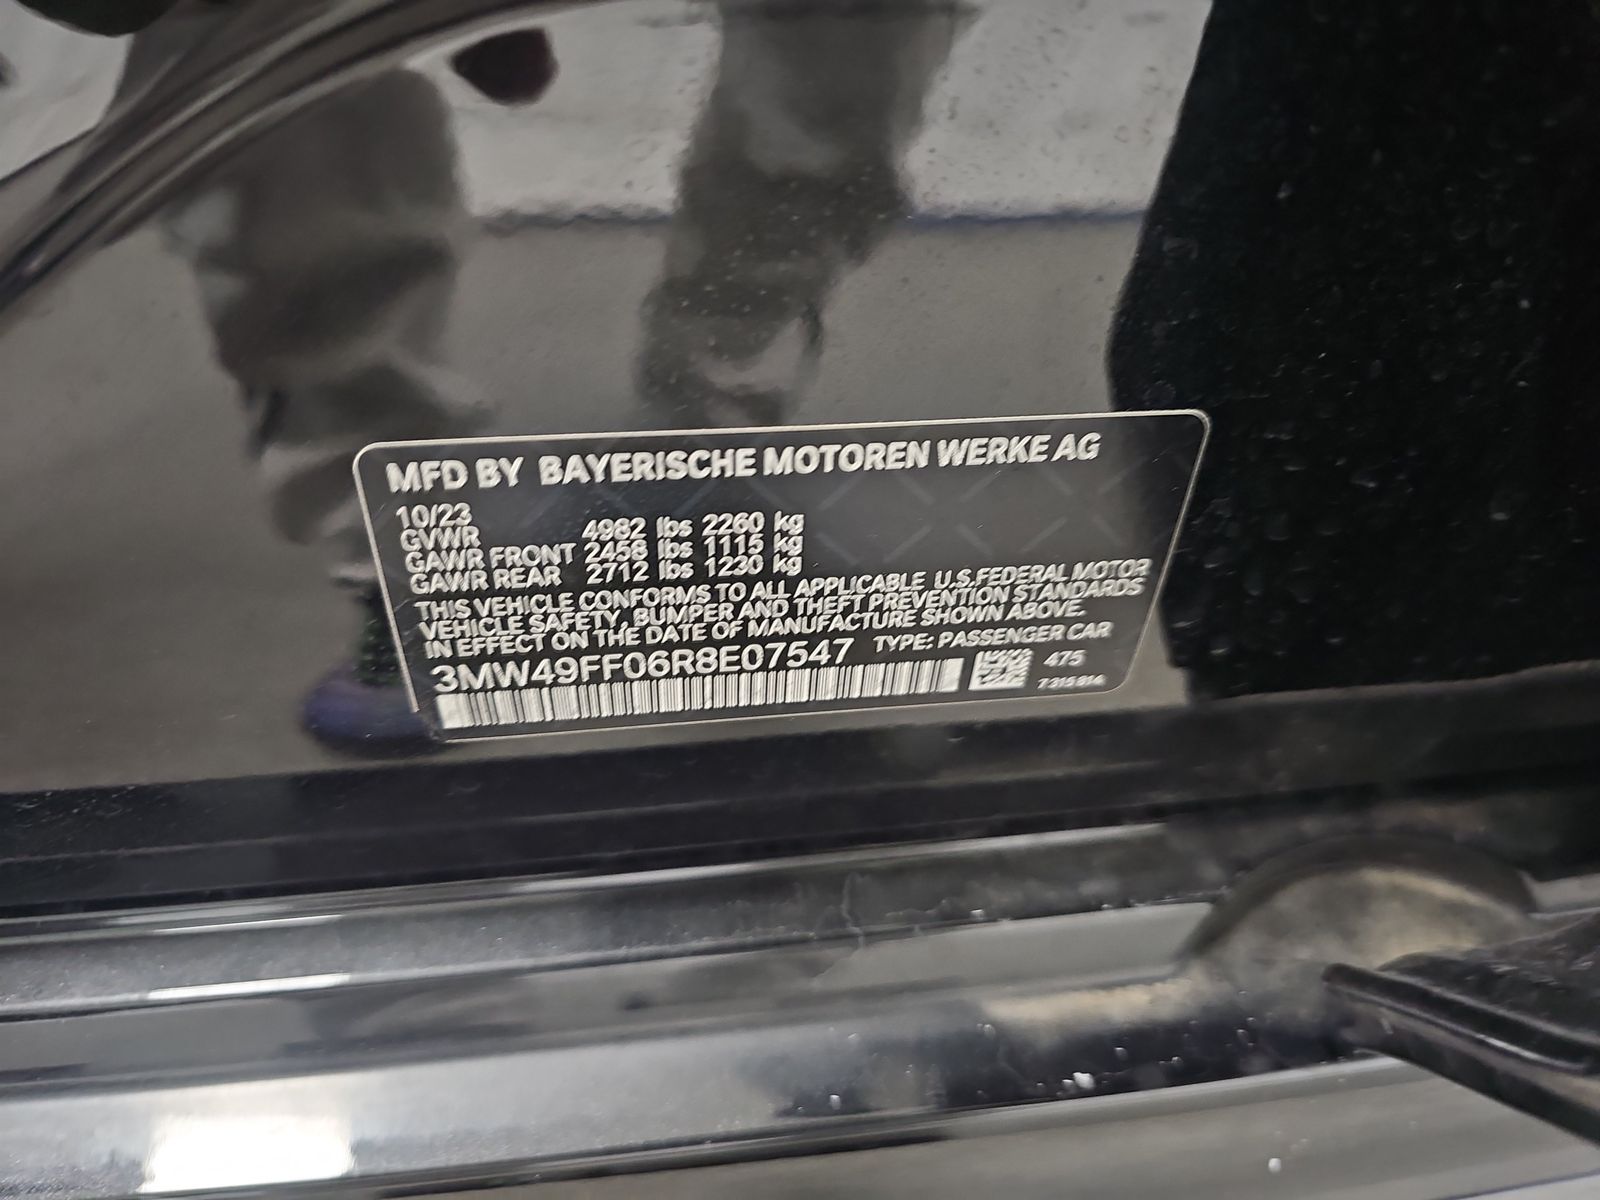 MFD BY BAYERISCHE MOTOREN WERKE AG
10/23
GVWR 4982 lbs 2260 kg
GAWR FRONT 2458 lbs 1115 kg
GAWR REAR 2712 lbs 1230 kg
THIS VEHICLE CONFORMS TO ALL APPLICABLE U.S.FEDERAL MOTOR
VEHICLE SAFETY, BUMPER AND THEFT PREVENTION STANDARDS
IN EFFECT ON THE DATE OF MANUFACTURE SHOWN ABOVE.
3MW49FF06R8E07547 TYPE: PASSENGER CAR
475
7315814